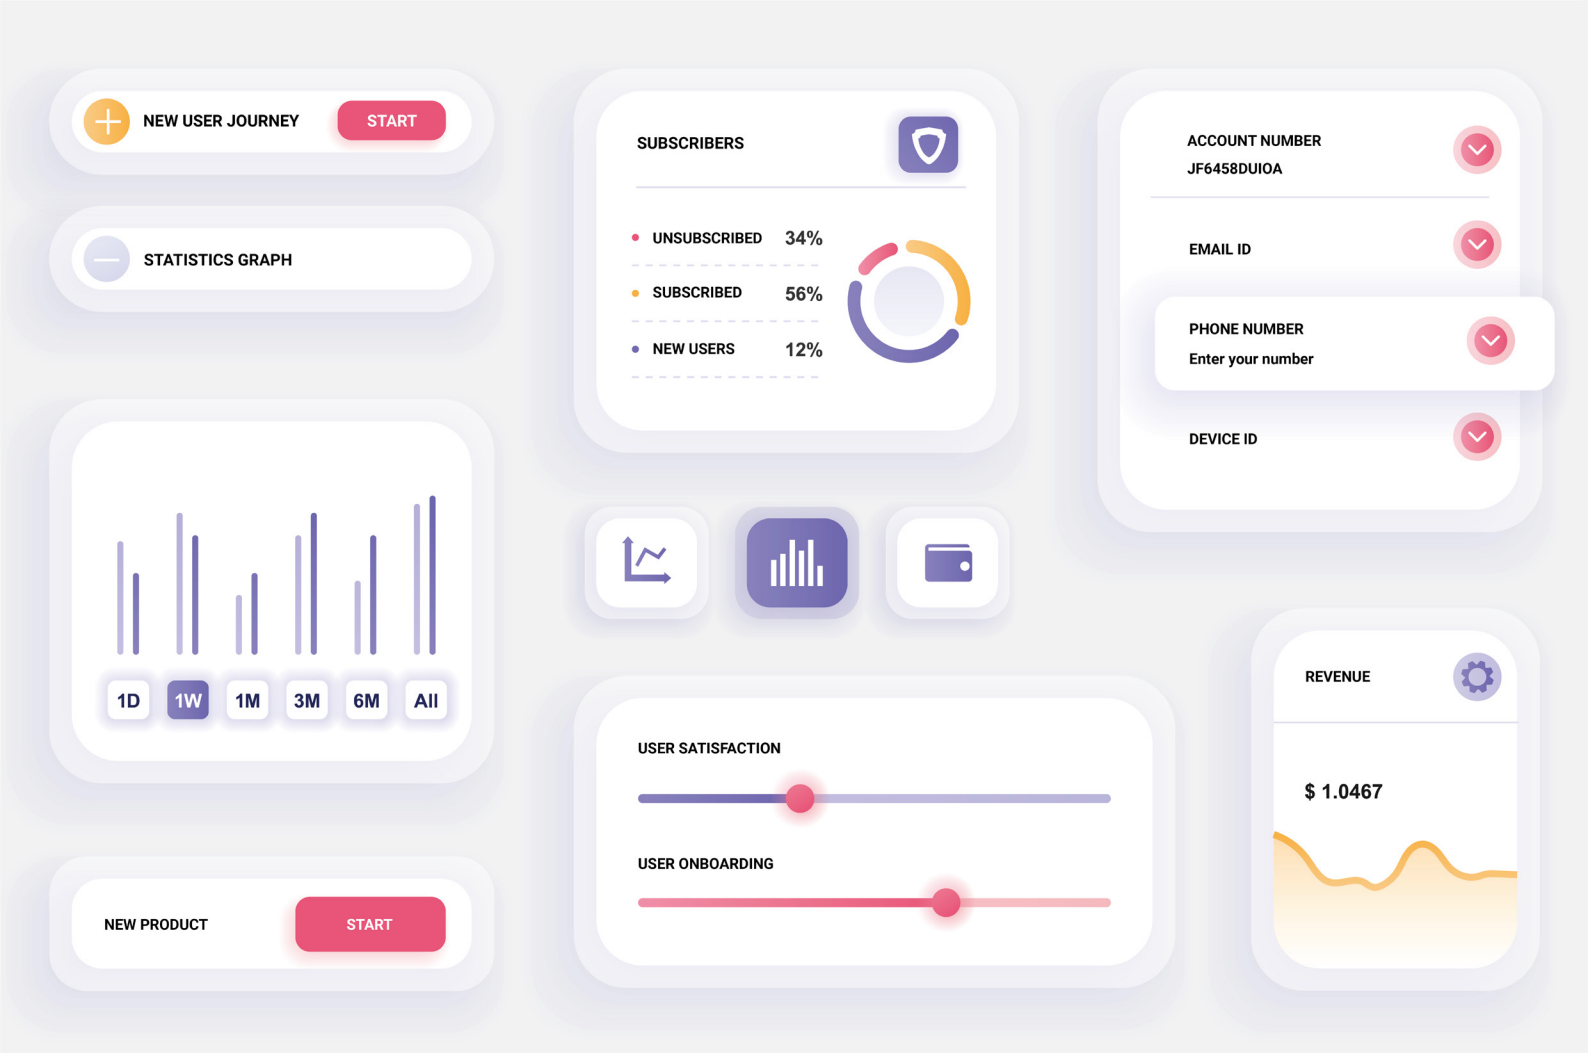 NEW USER JOURNEY
START
STATISTICS GRAPH
1D
1W
1M
3M
6M
All
NEW PRODUCT
START
SUBSCRIBERS
UNSUBSCRIBED 34%
SUBSCRIBED 56%
NEW USERS 12%
USER SATISFACTION
USER ONBOARDING
ACCOUNT NUMBER
JF6458DUIOA
EMAIL ID
PHONE NUMBER
Enter your number
DEVICE ID
REVENUE
$ 1.0467